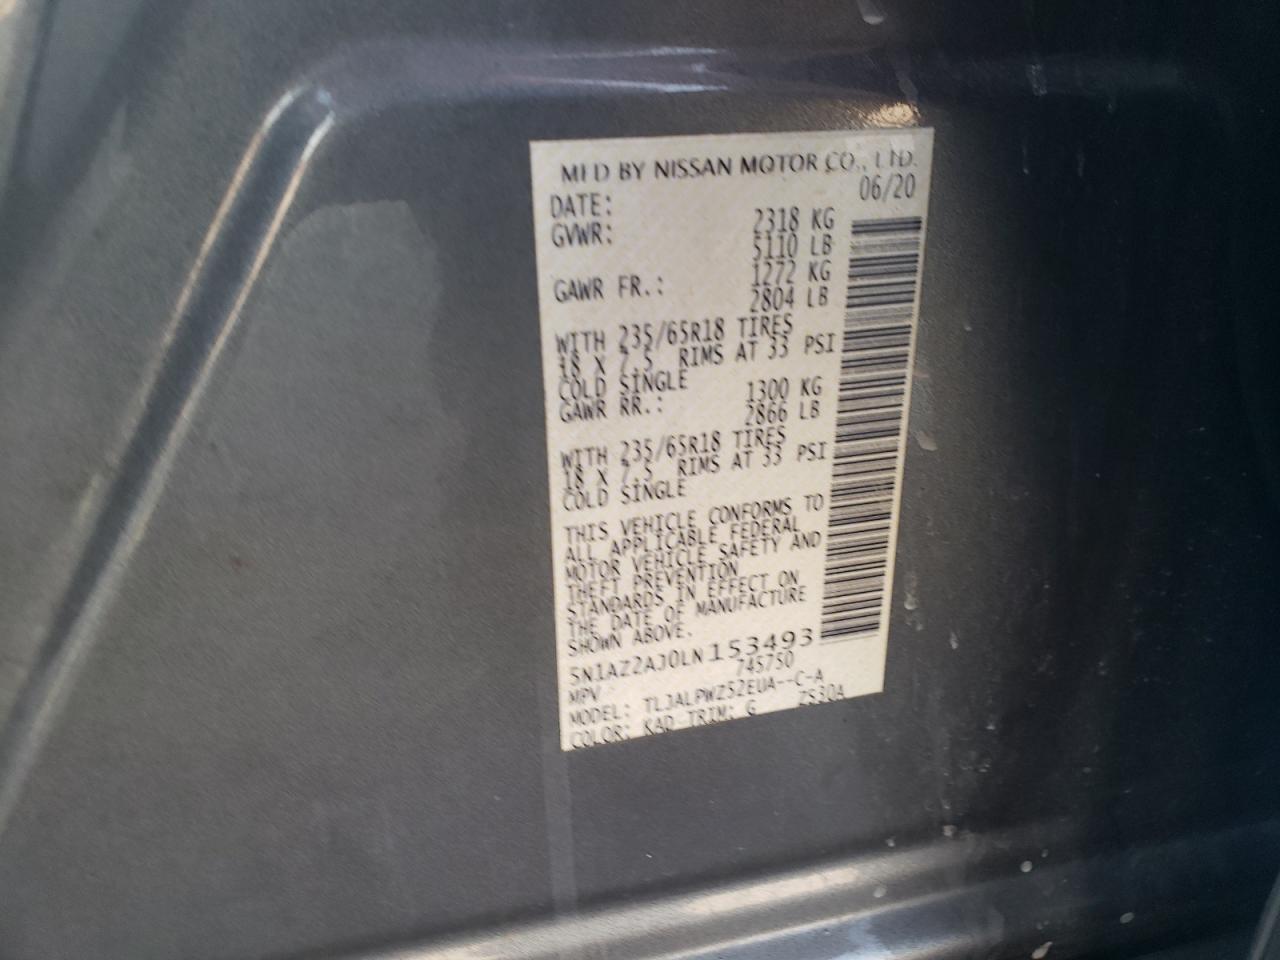 MFD BY NISSAN MOTOR CO., LTD.
DATE: 06/20
GVWR: 2318 KG
5110 LB
GAWR FR.: 1272 KG
2804 LB
WITH 235/65R18 TIRES
18 X 7.5 RIMS AT 33 PSI
COLD SINGLE
GAWR RR.: 1300 KG
2866 LB
WITH 235/65R18 TIRES
18 X 7.5 RIMS AT 33 PSI
COLD SINGLE
THIS VEHICLE CONFORMS TO
ALL APPLICABLE FEDERAL
MOTOR VEHICLE SAFETY AND
THEFT PREVENTION
STANDARDS IN EFFECT ON
THE DATE OF MANUFACTURE
SHOWN ABOVE.
5N1AZ2AJ0LN153493
MPV 745750
MODEL: TLJALPWZ52EUA--C-A
COLOR: KAD TRIM: G Z530A